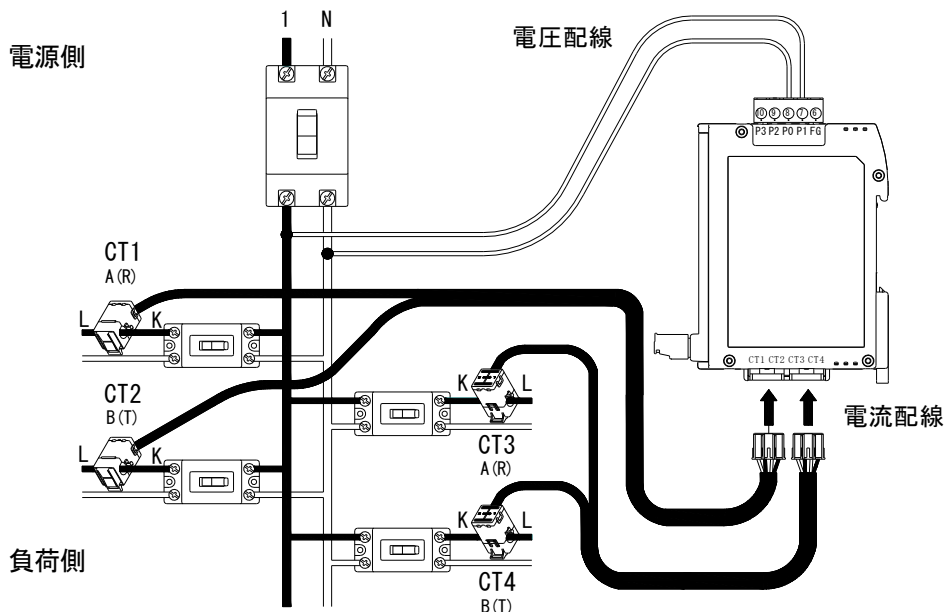 1 N
電源側
電圧配線
10 9 8 7 6
P3 P2 P0 P1 FG
CT1
A(R)
L K
CT1 CT2 CT3 CT4
CT2
B(T)
K L
電流配線
L K
CT3
A(R)
K L
負荷側
CT4
B(T)